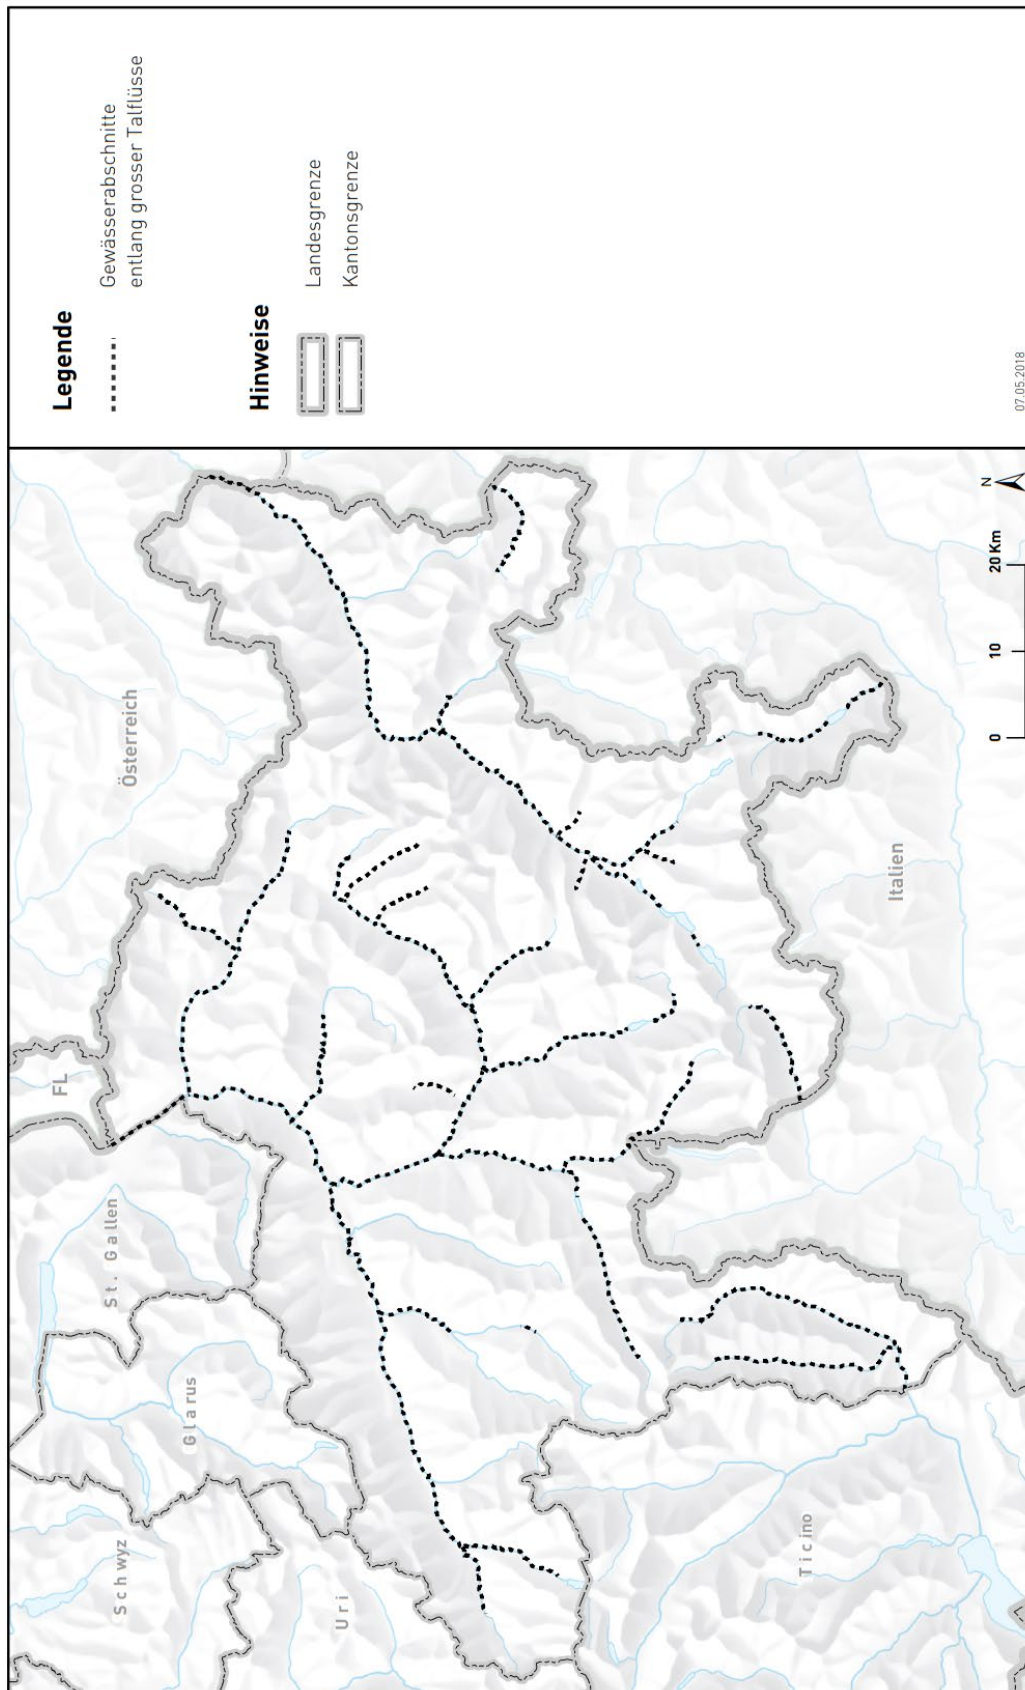 Legende
Gewässerabschnitte
entlang grosser Talflüsse
Hinweise
Landesgrenze
Kantonsgrenze
07.05.2018
Österreich
FL
St. Gallen
Glarus
Schwyz
Uri
Ticino
Italien
N
0 10 20 Km